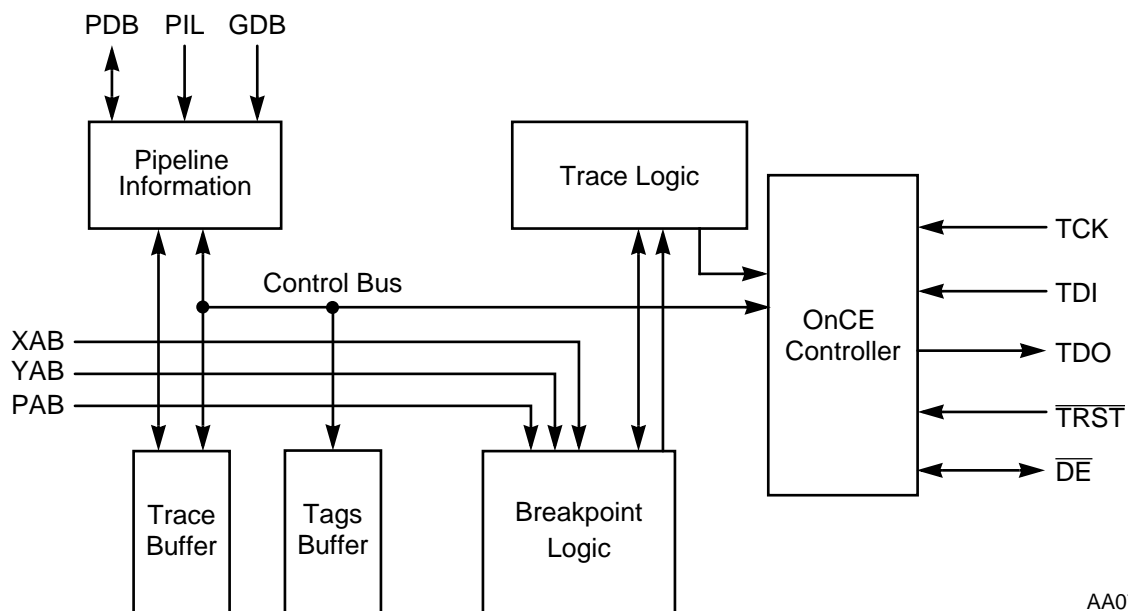 PDB PIL GDB
Pipeline
Information
Trace Logic
TCK
Control Bus
TDI
OnCE
Controller
XAB
TDO
YAB
PAB
TRST
DE
Trace
Buffer
Tags
Buffer
Breakpoint
Logic
AA0